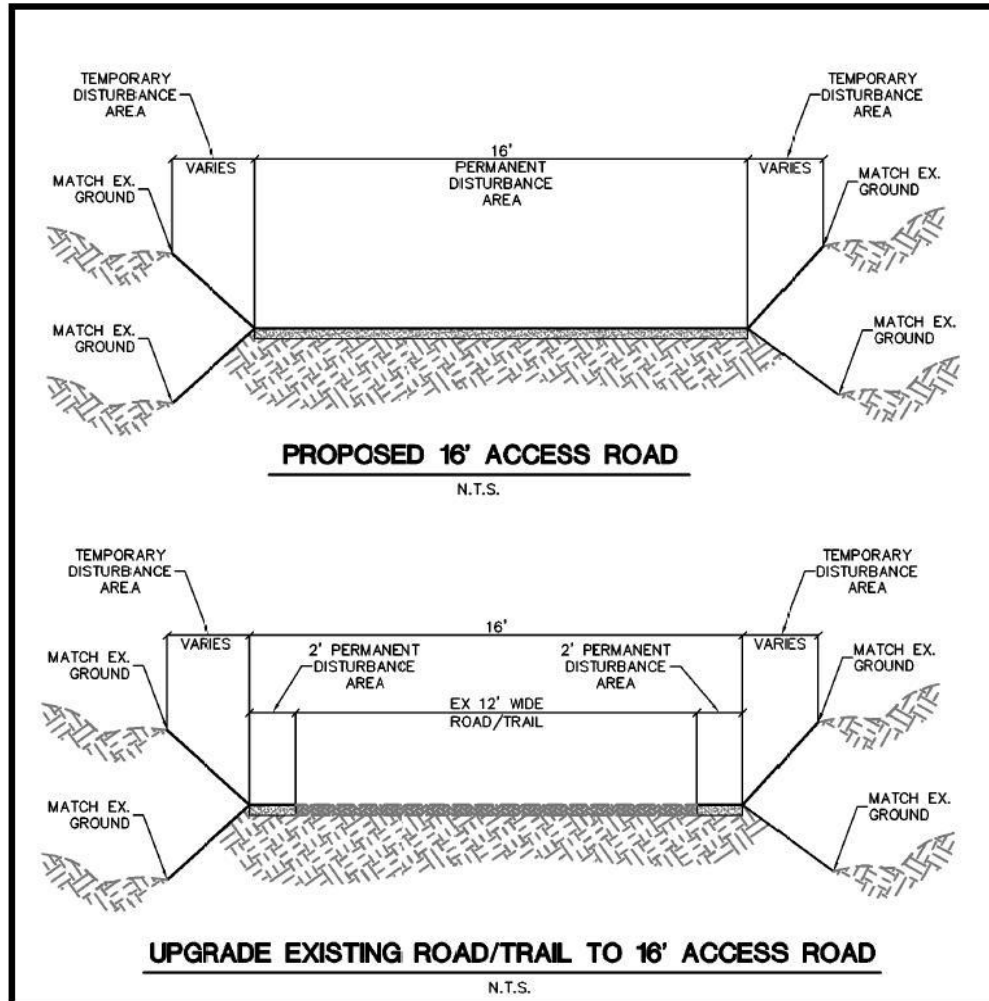 TEMPORARY
DISTURBANCE
AREA
TEMPORARY
DISTURBANCE
AREA
16'
VARIES
PERMANENT
DISTURBANCE
AREA
VARIES
MATCH EX.
GROUND
MATCH EX.
GROUND
MATCH EX.
GROUND
MATCH EX.
GROUND
PROPOSED 16' ACCESS ROAD
N.T.S.
TEMPORARY
DISTURBANCE
AREA
TEMPORARY
DISTURBANCE
AREA
16'
VARIES
VARIES
2' PERMANENT
DISTURBANCE
AREA
2' PERMANENT
DISTURBANCE
AREA
MATCH EX.
GROUND
MATCH EX.
GROUND
EX 12' WIDE
ROAD/TRAIL
MATCH EX.
GROUND
MATCH EX.
GROUND
UPGRADE EXISTING ROAD/TRAIL TO 16' ACCESS ROAD
N.T.S.